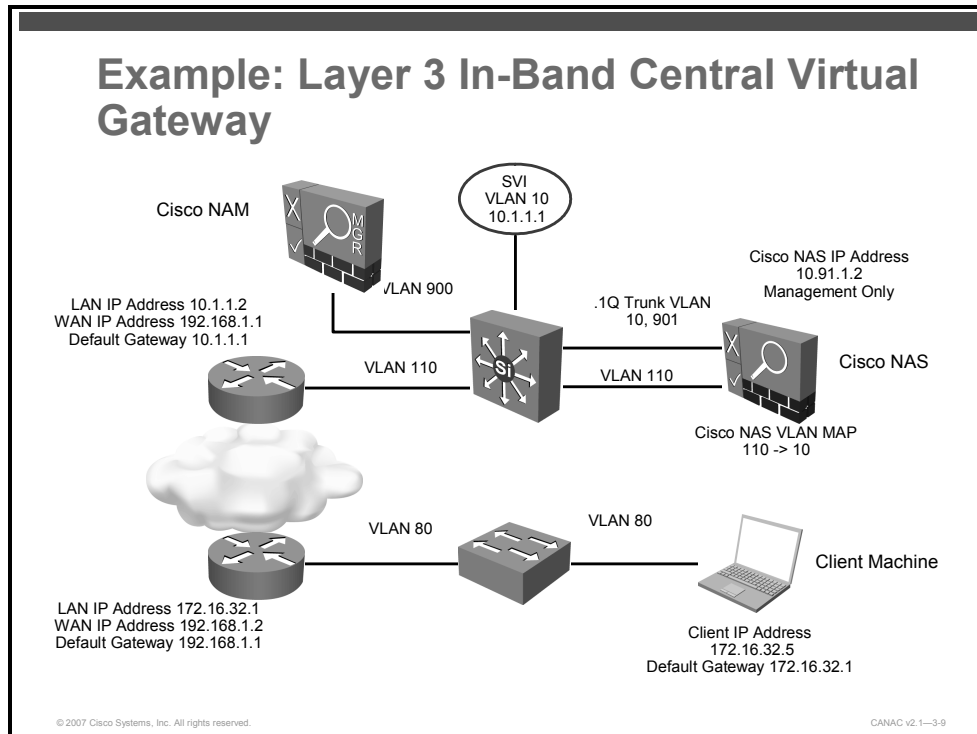 Example: Layer 3 In-Band Central Virtual
Gateway
SVI
VLAN 10
10.1.1.1
Cisco NAM
M
G
R
VLAN 900
Cisco NAS IP Address
10.91.1.2
Management Only
LAN IP Address 10.1.1.2
WAN IP Address 192.168.1.1
Default Gateway 10.1.1.1
.1Q Trunk VLAN
10, 901
VLAN 110
Si
VLAN 110
Cisco NAS
Cisco NAS VLAN MAP
110 -> 10
VLAN 80
VLAN 80
Client Machine
LAN IP Address 172.16.32.1
WAN IP Address 192.168.1.2
Default Gateway 192.168.1.1
Client IP Address
172.16.32.5
Default Gateway 172.16.32.1
© 2007 Cisco Systems, Inc. All rights reserved.
CANAC v2.1—3-9